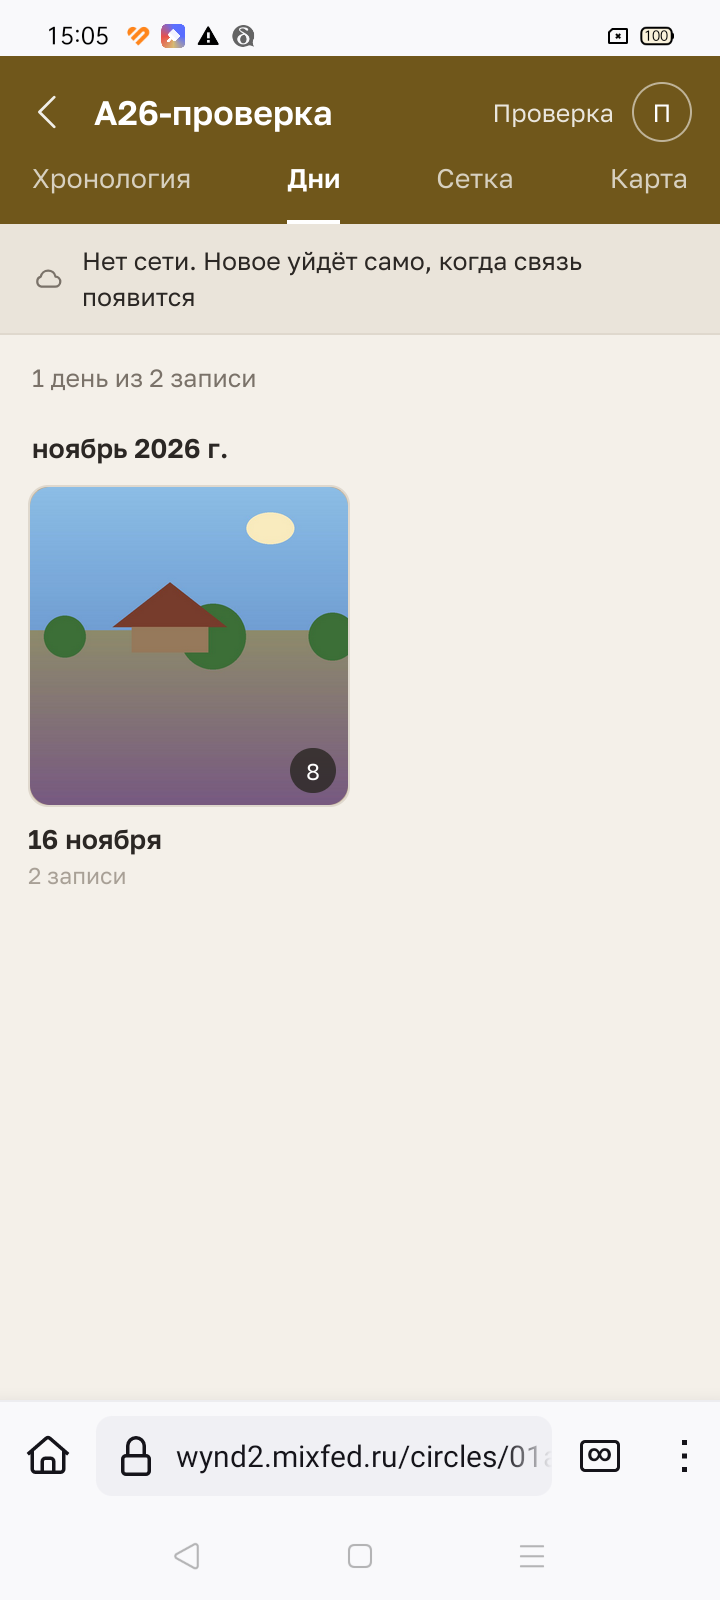 15:05
100
А26-проверка
Проверка
П
Хронология
Дни
Сетка
Карта
Нет сети. Новое уйдёт само, когда связь
появится
1 день из 2 записи
ноябрь 2026 г.
8
16 ноября
2 записи
wynd2.mixfed.ru/circles/01